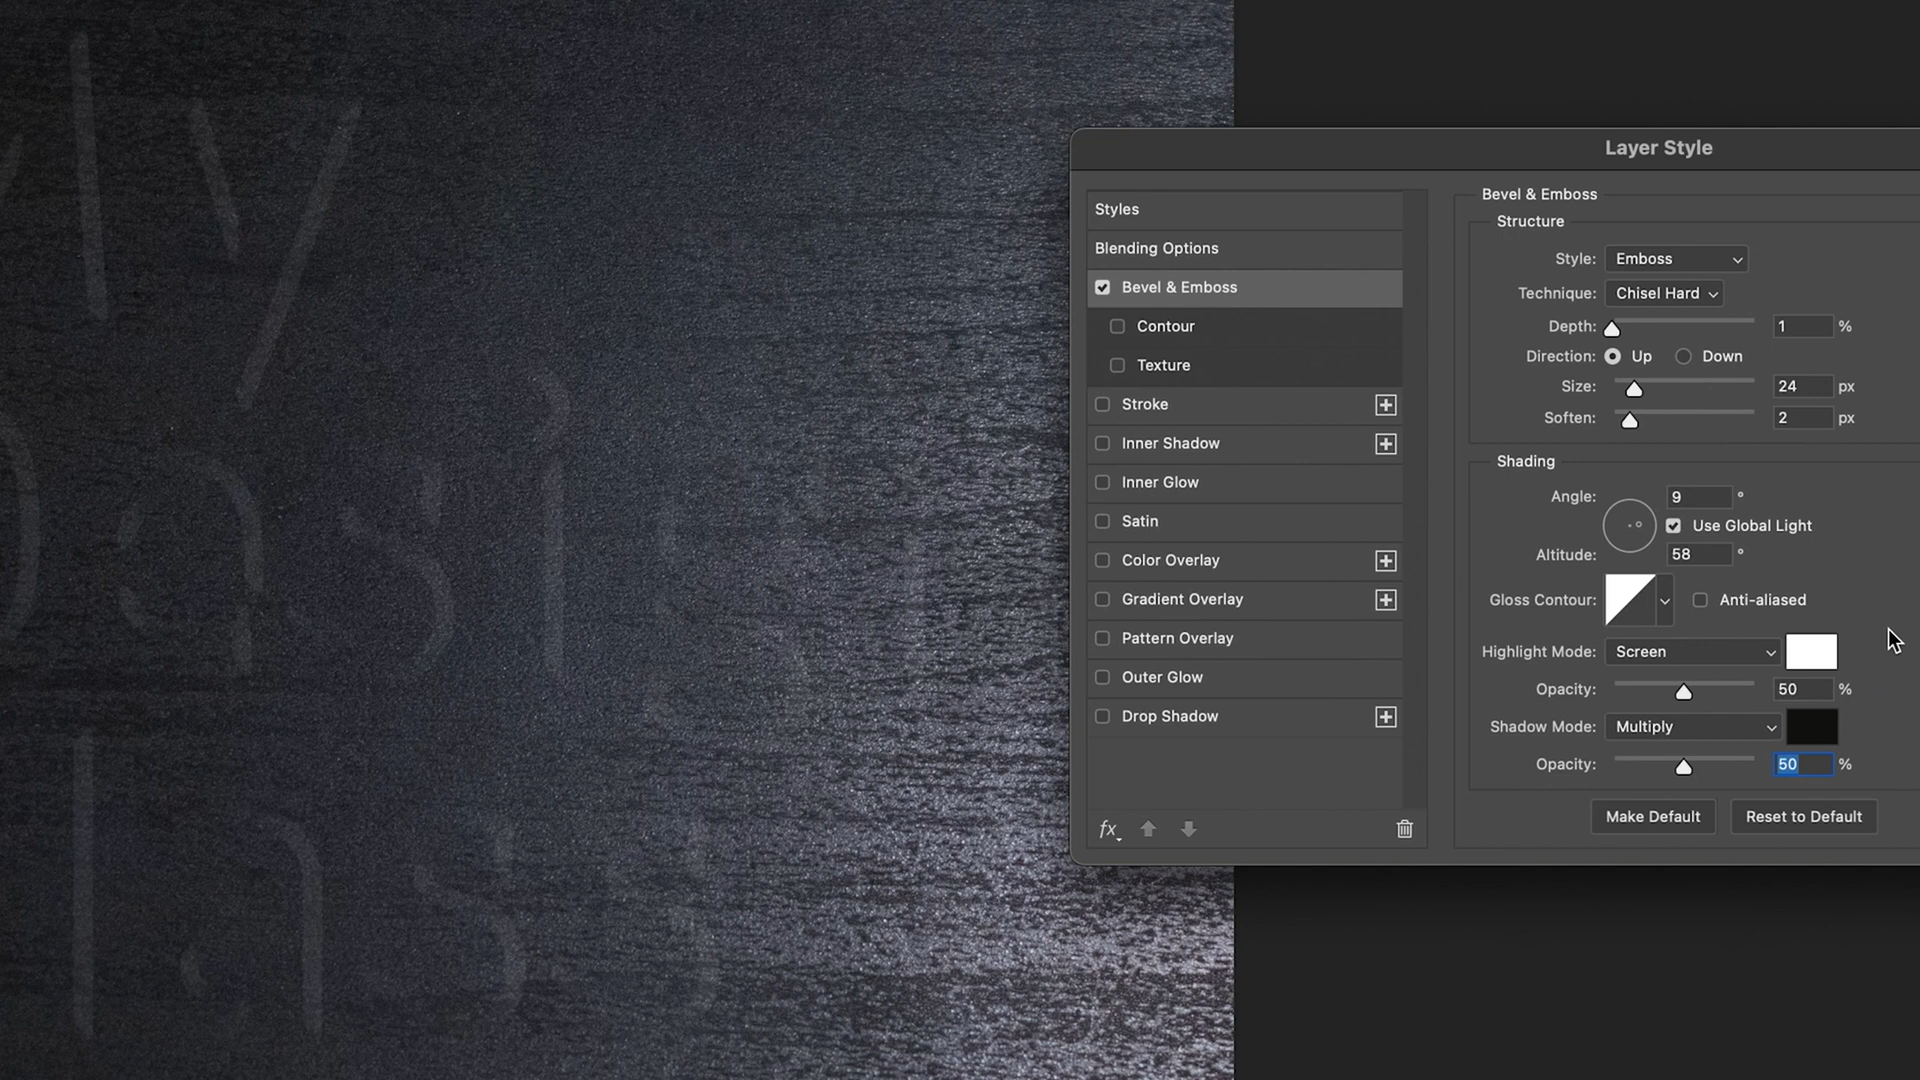 Layer Style
Styles
Blending Options
Bevel & Emboss
Contour
Texture
Stroke
Inner Shadow
Inner Glow
Satin
Color Overlay
Gradient Overlay
Pattern Overlay
Outer Glow
Drop Shadow
fx
Bevel & Emboss
Structure
Style: Emboss
Technique: Chisel Hard
Depth: 1 %
Direction: Up Down
Size: 24 px
Soften: 2 px
Shading
Angle: 9 °
Use Global Light
Altitude: 58 °
Gloss Contour: Anti-aliased
Highlight Mode: Screen
Opacity: 50 %
Shadow Mode: Multiply
Opacity: 50 %
Make Default Reset to Default